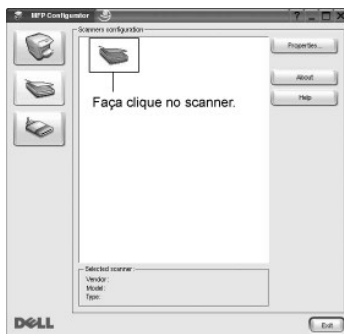 MFP Configurator
Scanners configuration
Properties...
About
Help
Faça clique no scanner.
Selected scanner:
Vendor:
Model:
Type:
DELL
Exit